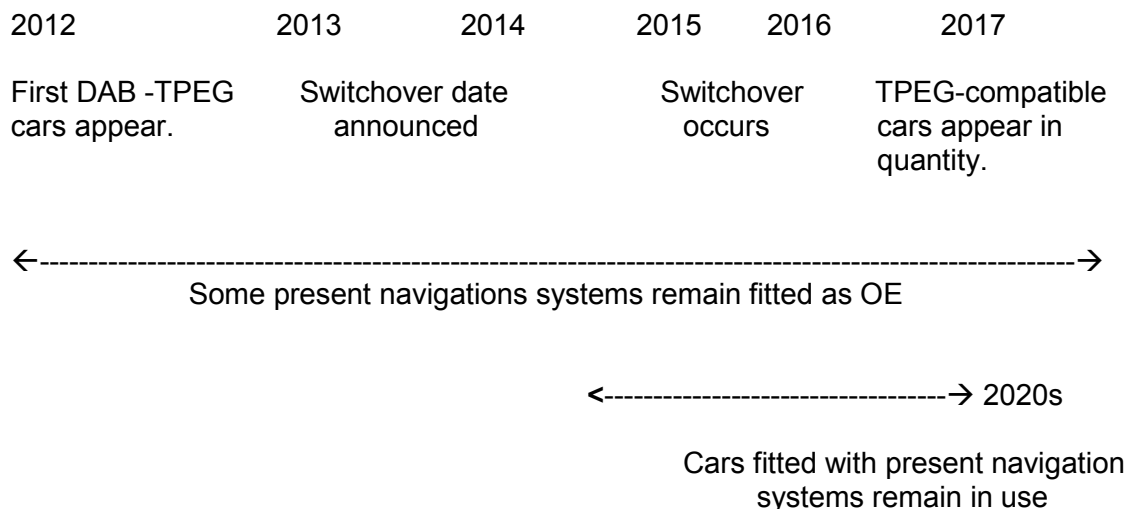 2012 2013 2014 2015 2016 2017
First DAB -TPEG Switchover date Switchover TPEG-compatible
cars appear. announced occurs cars appear in
quantity.
←---------------------------------------------------------------------------------------------------------→
Some present navigations systems remain fitted as OE
<-----------------------------------→ 2020s
Cars fitted with present navigation
systems remain in use